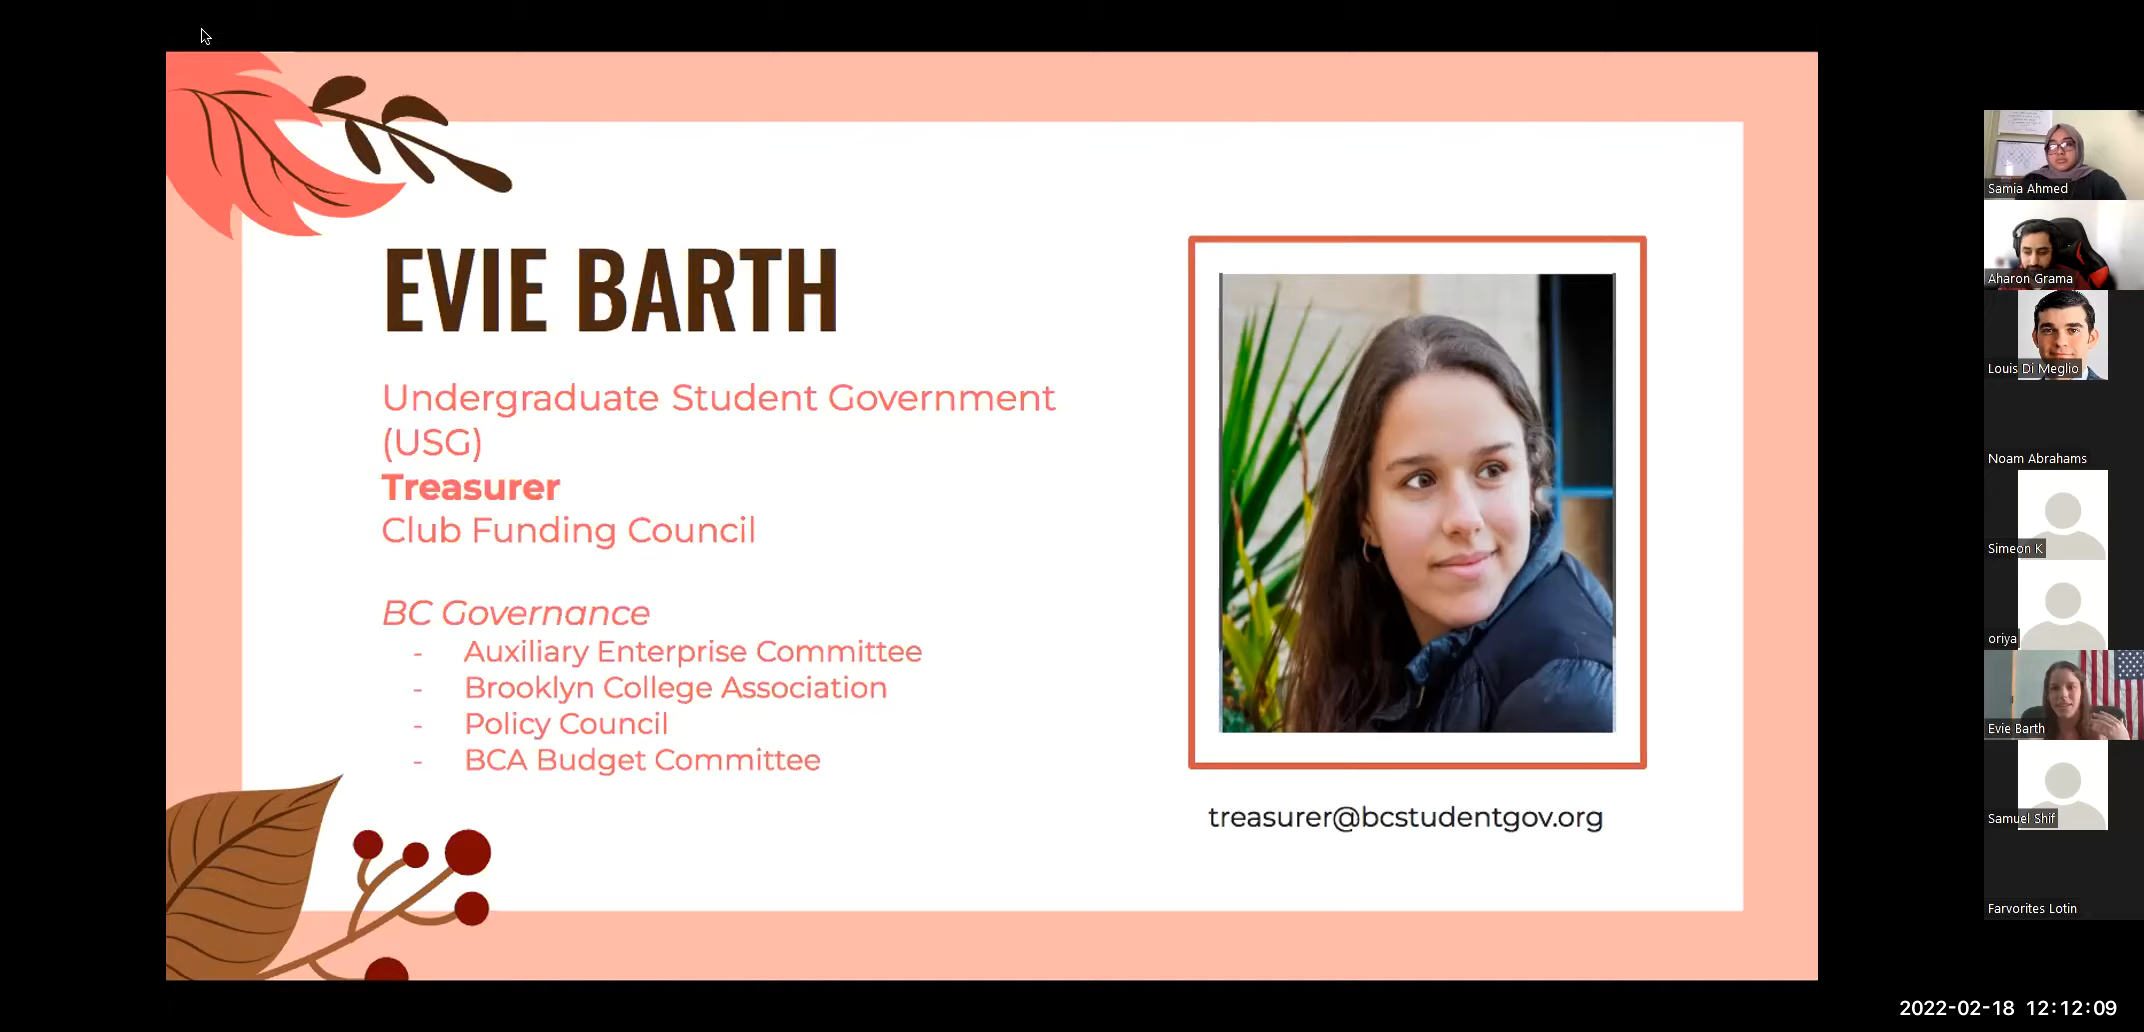 EVIE BARTH
Undergraduate Student Government
(USG)
Treasurer
Club Funding Council
BC Governance
- Auxiliary Enterprise Committee
- Brooklyn College Association
- Policy Council
- BCA Budget Committee
treasurer@bcstudentgov.org
Samia Ahmed
Aharon Grama
Louis Di Meglio
Noam Abrahams
Simeon K
oriya
Evie Barth
Samuel Shif
Farvorites Lotin
2022-02-18 12:12:09